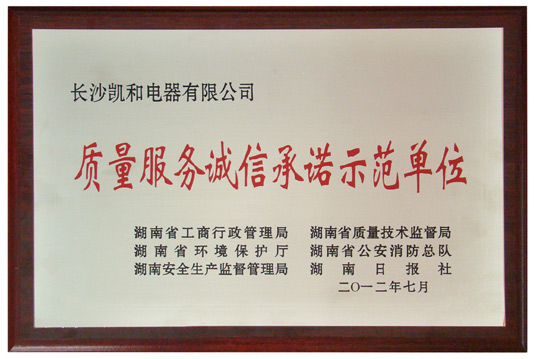 长沙凯和电器有限公司
质量服务诚信承诺示范单位
湖南省工商行政管理局 湖南省质量技术监督局
湖南省环境保护厅 湖南省公安消防总队
湖南安全生产监督管理局 湖南日报社
二〇一二年七月